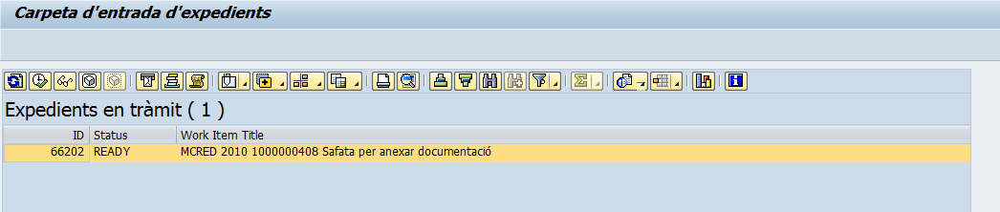 Carpeta d'entrada d'expedients
Expedients en tràmit ( 1 )
ID Status Work Item Title
66202 READY MCRED 2010 1000000408 Safata per anexar documentació